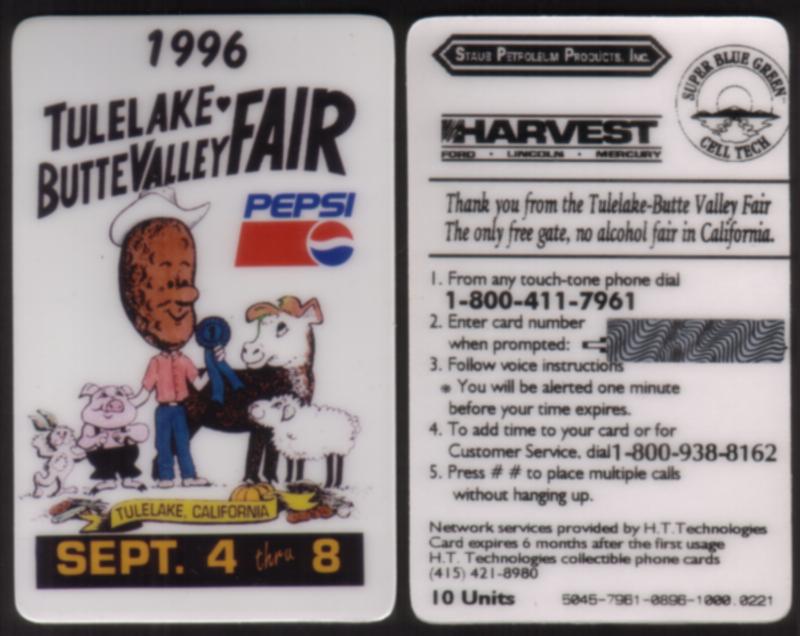 1996
TULELAKE♥FAIR
BUTTE VALLEY
PEPSI
1
TULELAKE, CALIFORNIA
SEPT. 4 thru 8
STAUB PETROLEUM PRODUCTS, INC.
SUPER BLUE GREEN™
CELL TECH
HARVEST
FORD • LINCOLN • MERCURY
Thank you from the Tulelake-Butte Valley Fair
The only free gate, no alcohol fair in California.
1. From any touch-tone phone dial
1-800-411-7961
2. Enter card number
when prompted:
3. Follow voice instructions
* You will be alerted one minute
before your time expires.
4. To add time to your card or for
Customer Service, dial 1-800-938-8162
5. Press # # to place multiple calls
without hanging up.
Network services provided by H.T.Technologies
Card expires 6 months after the first usage
H.T. Technologies collectible phone cards
(415) 421-8980
10 Units
5045-7961-0896-1000.0221